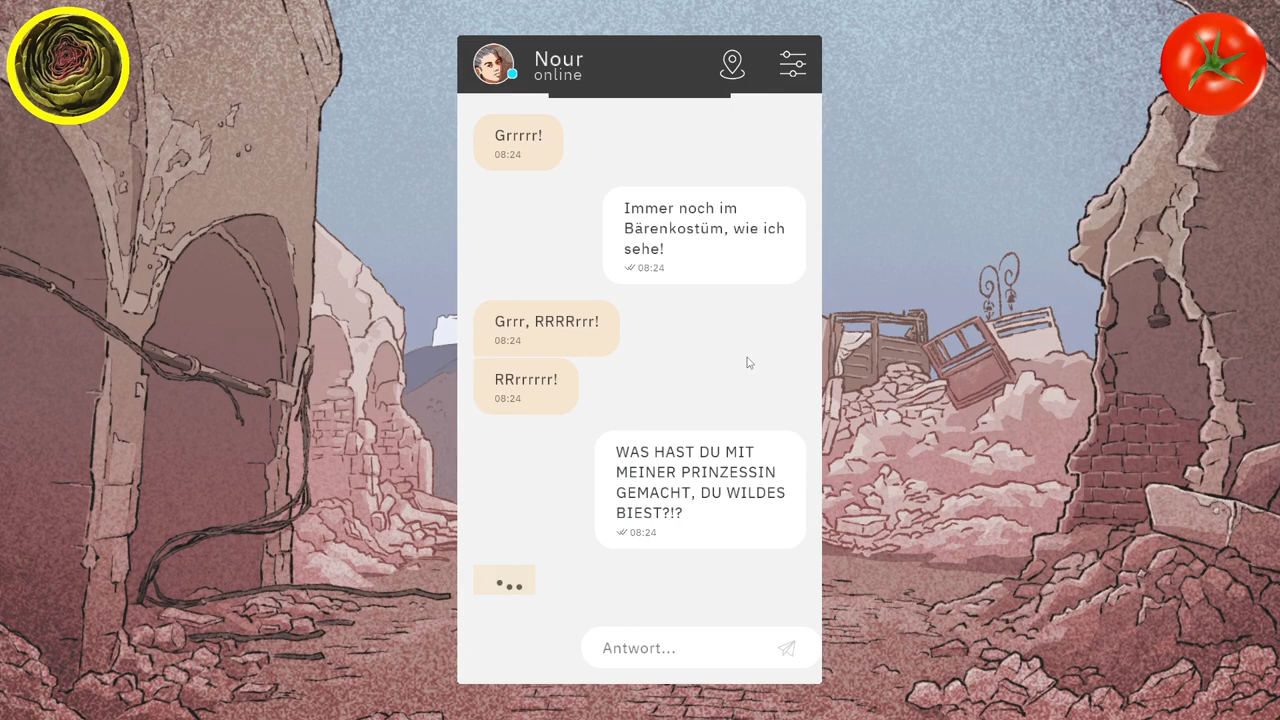 Nour
online
Grrrrr!
08:24
Immer noch im
Bärenkostüm, wie ich
sehe!
08:24
Grrr, RRRRrrr!
08:24
RRrrrrrr!
08:24
WAS HAST DU MIT
MEINER PRINZESSIN
GEMACHT, DU WILDES
BIEST?!?
08:24
Antwort...